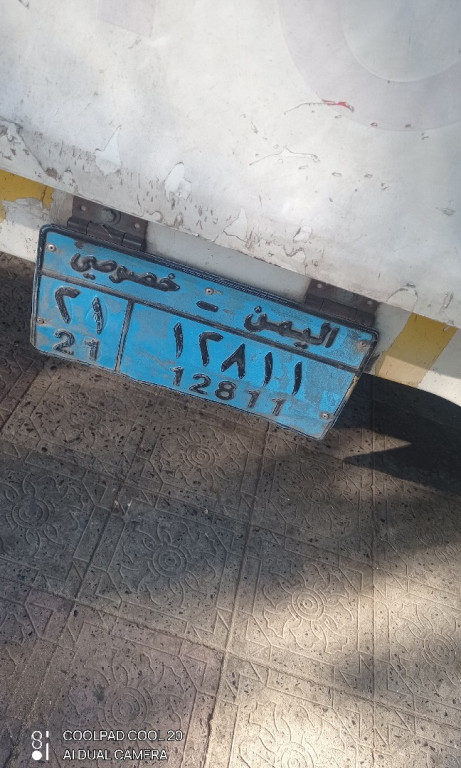 اليمن - خصوصي
٢١ ١٢٨١١
21 12811
COOLPAD COOL 20
AI DUAL CAMERA